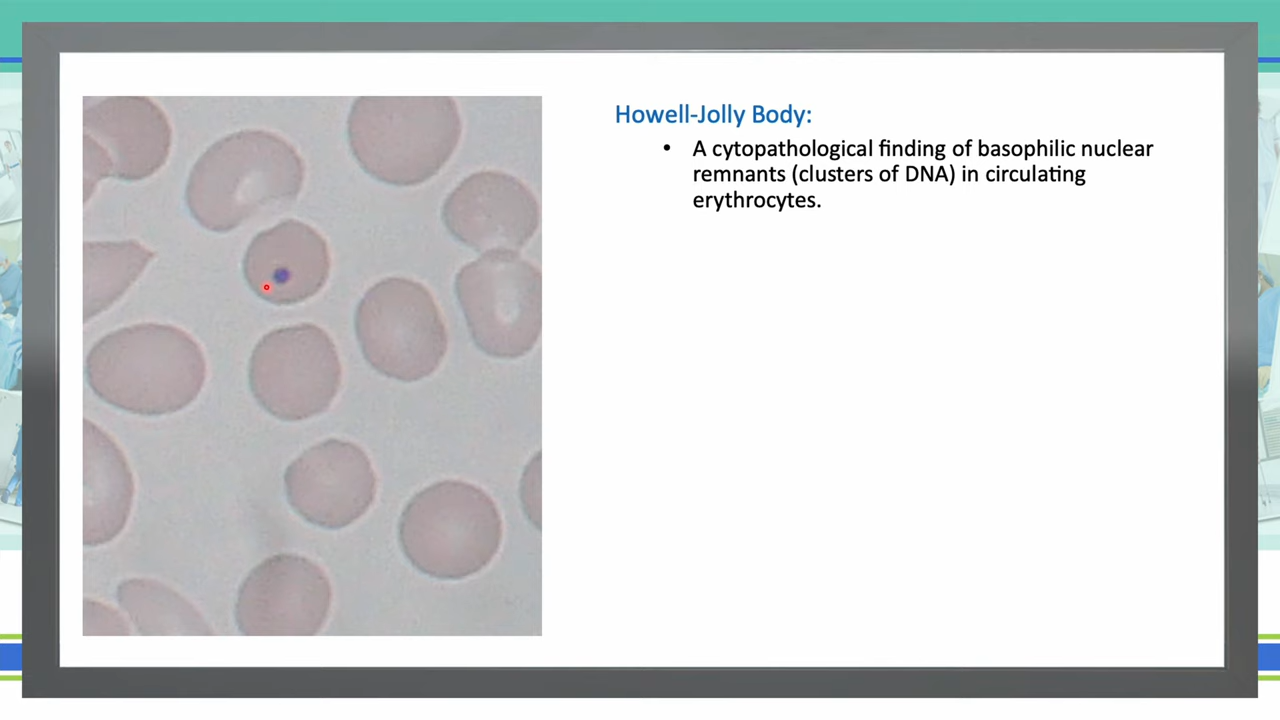 Howell-Jolly Body:
• A cytopathological finding of basophilic nuclear
remnants (clusters of DNA) in circulating
erythrocytes.